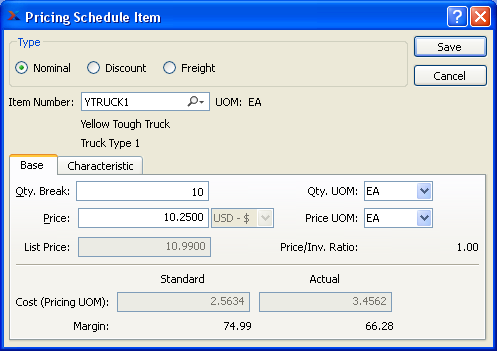 Pricing Schedule Item
Type
Save
Nominal Discount Freight
Cancel
Item Number: YTRUCK1 UOM: EA
Yellow Tough Truck
Truck Type 1
Base Characteristic
Qty. Break: 10 Qty. UOM: EA
Price: 10.2500 USD - $ Price UOM: EA
List Price: 10.9900 Price/Inv. Ratio: 1.00
Standard Actual
Cost (Pricing UOM): 2.5634 3.4562
Margin: 74.99 66.28